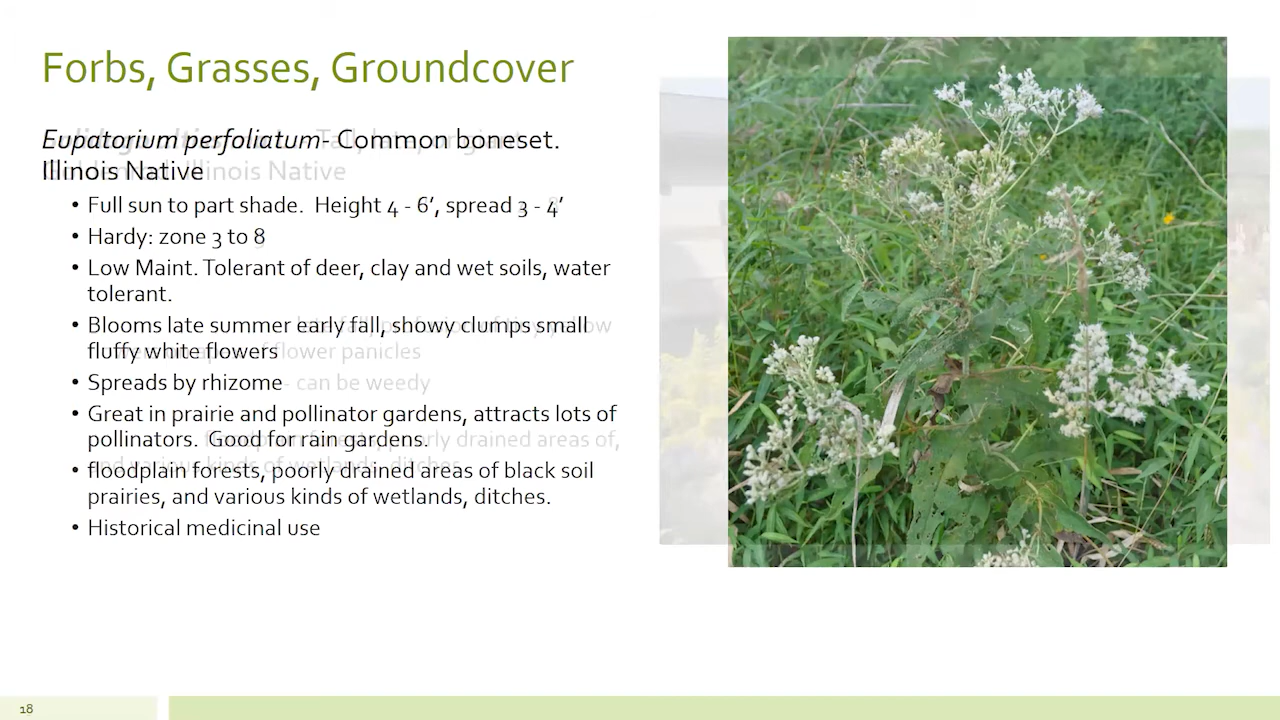 Forbs, Grasses, Groundcover
Eupatorium perfoliatum- Common boneset.
Illinois Native
• Full sun to part shade. Height 4 - 6’, spread 3 - 4’
• Hardy: zone 3 to 8
• Low Maint. Tolerant of deer, clay and wet soils, water
tolerant.
• Blooms late summer early fall, showy clumps small
fluffy white flowers
• Spreads by rhizome - can be weedy
• Great in prairie and pollinator gardens, attracts lots of
pollinators. Good for rain gardens.
• floodplain forests, poorly drained areas of black soil
prairies, and various kinds of wetlands, ditches.
• Historical medicinal use
18